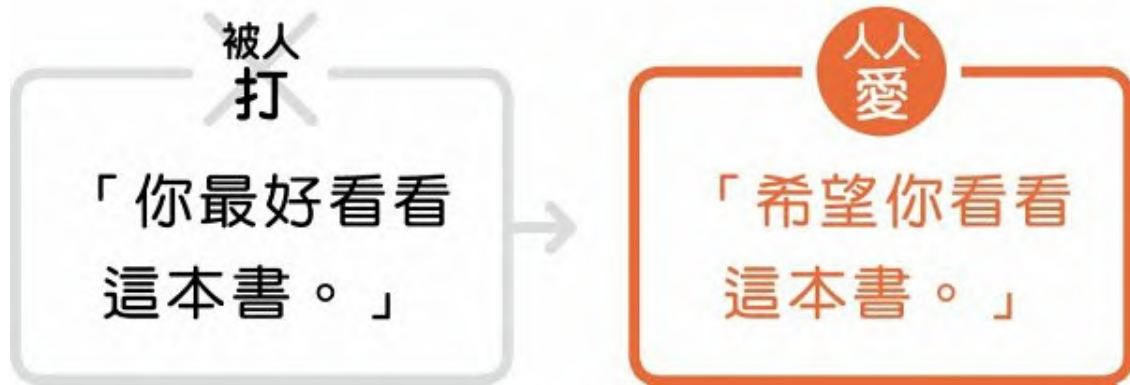 被人
打
「你最好看看
這本書。」
人人
愛
「希望你看看
這本書。」